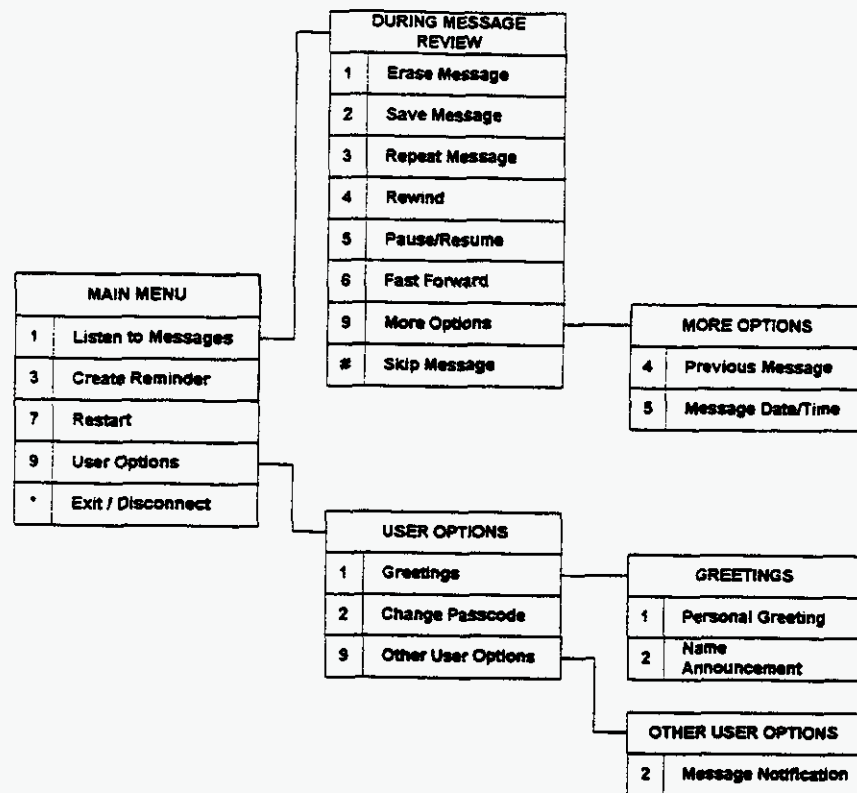 DURING MESSAGE
REVIEW
1 Erase Message
2 Save Message
3 Repeat Message
4 Rewind
5 Pause/Resume
6 Fast Forward
9 More Options
# Skip Message
MAIN MENU
1 Listen to Messages
3 Create Reminder
7 Restart
9 User Options
* Exit / Disconnect
MORE OPTIONS
4 Previous Message
5 Message Date/Time
USER OPTIONS
1 Greetings
2 Change Passcode
9 Other User Options
GREETINGS
1 Personal Greeting
2 Name
Announcement
OTHER USER OPTIONS
2 Message Notification